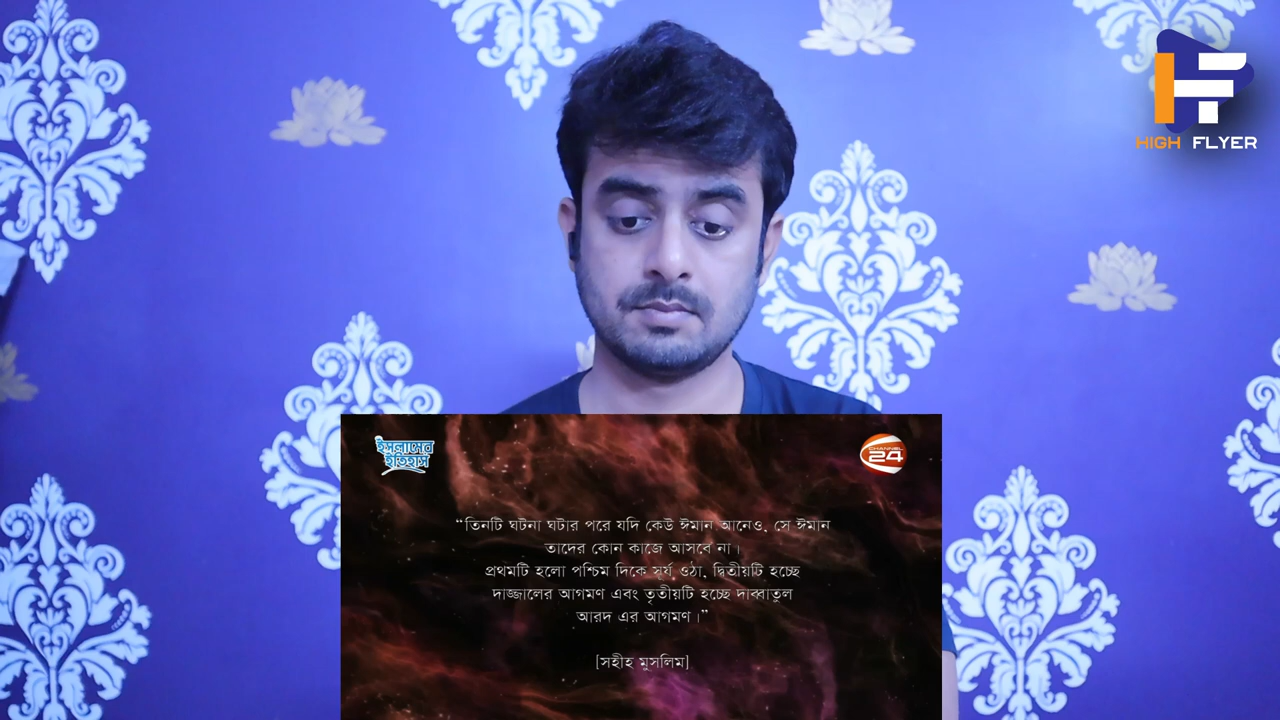 HIGH FLYER
ইসলামের
ইতিহাস
CHANNEL
24
“তিনটি ঘটনা ঘটার পরে যদি কেউ ঈমান আনেও, সে ঈমান
তাদের কোন কাজে আসবে না।
প্রথমটি হলো পশ্চিম দিকে সূর্য ওঠা, দ্বিতীয়টি হচ্ছে
দাজ্জালের আগমণ এবং তৃতীয়টি হচ্ছে দাব্বাতুল
আরদ এর আগমণ।”
[সহীহ মুসলিম]